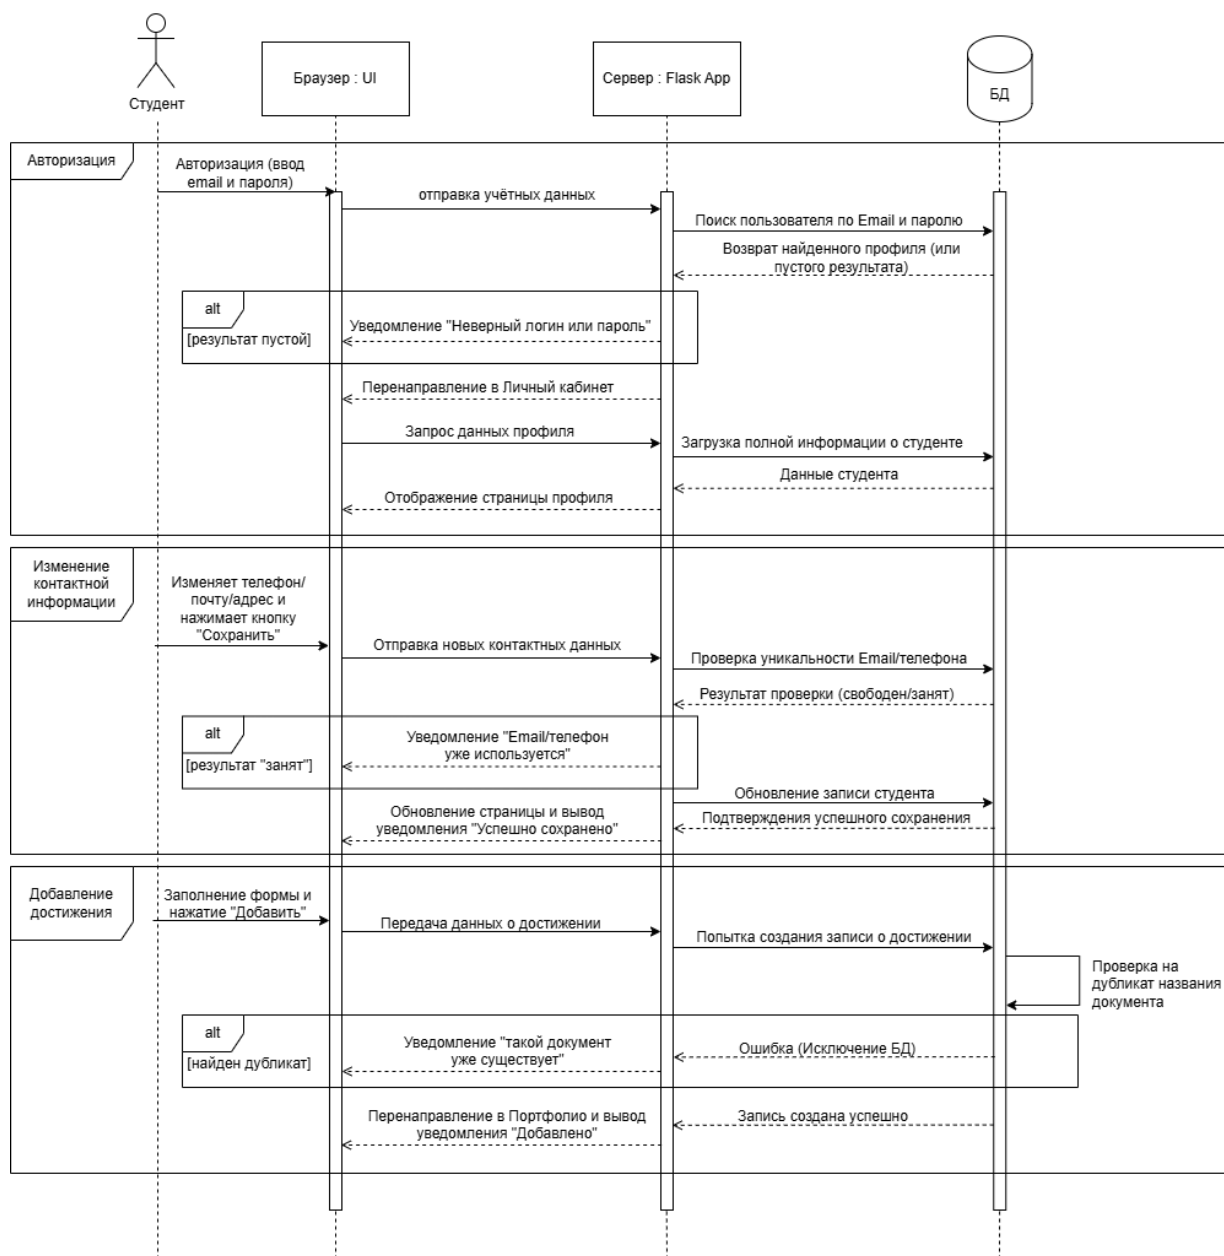 Студент
Браузер : UI
Сервер : Flask App
БД
Авторизация
Авторизация (ввод
email и пароля)
отправка учётных данных
Поиск пользователя по Email и паролю
Возврат найденного профиля (или
пустого результата)
alt
[результат пустой]
Уведомление "Неверный логин или пароль"
Перенаправление в Личный кабинет
Запрос данных профиля
Загрузка полной информации о студенте
Данные студента
Отображение страницы профиля
Изменение
контактной
информации
Изменяет телефон/
почту/адрес и
нажимает кнопку
"Сохранить"
Отправка новых контактных данных
Проверка уникальности Email/телефона
Результат проверки (свободен/занят)
alt
[результат "занят"]
Уведомление "Email/телефон
уже используется"
Обновление записи студента
Подтверждения успешного сохранения
Обновление страницы и вывод
уведомления "Успешно сохранено"
Добавление
достижения
Заполнение формы и
нажатие "Добавить"
Передача данных о достижении
Попытка создания записи о достижении
Проверка на
дубликат названия
документа
alt
[найден дубликат]
Уведомление "такой документ
уже существует"
Ошибка (Исключение БД)
Перенаправление в Портфолио и вывод
уведомления "Добавлено"
Запись создана успешно